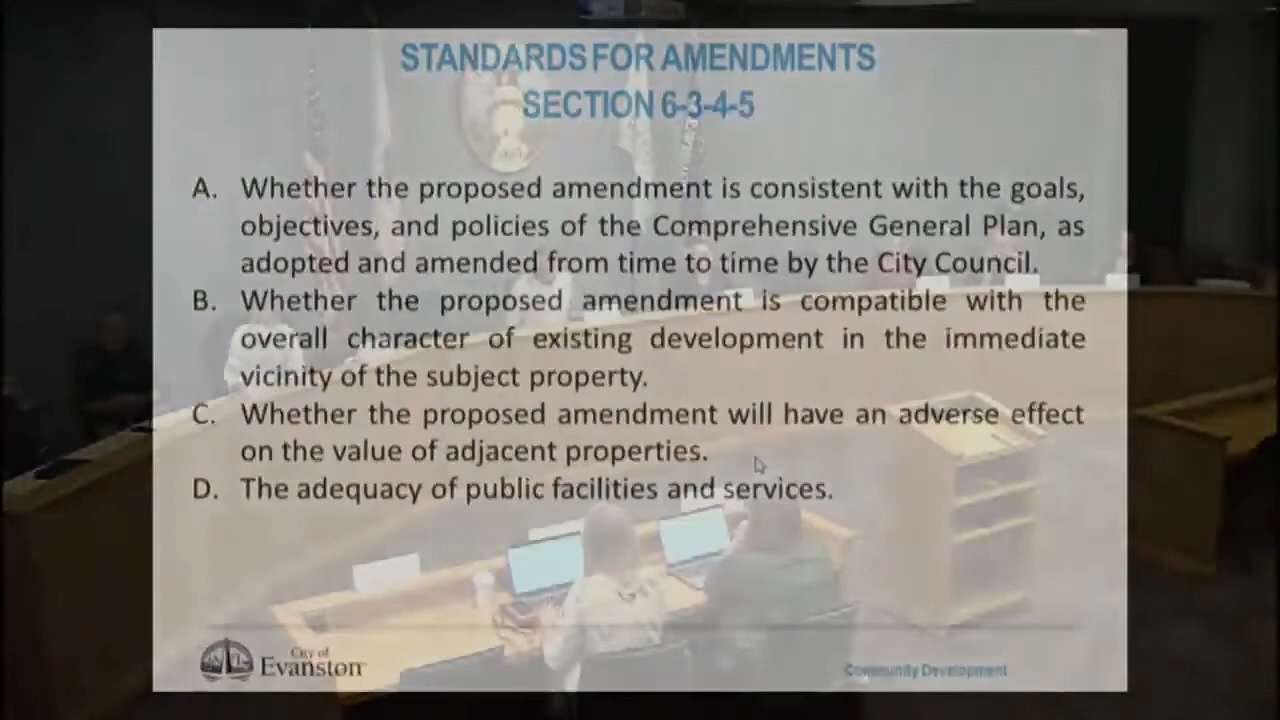 STANDARDS FOR AMENDMENTS
SECTION 6-3-4-5
A. Whether the proposed amendment is consistent with the goals,
objectives, and policies of the Comprehensive General Plan, as
adopted and amended from time to time by the City Council.
B. Whether the proposed amendment is compatible with the
overall character of existing development in the immediate
vicinity of the subject property.
C. Whether the proposed amendment will have an adverse effect
on the value of adjacent properties.
D. The adequacy of public facilities and services.
City of
Evanston
Community Development